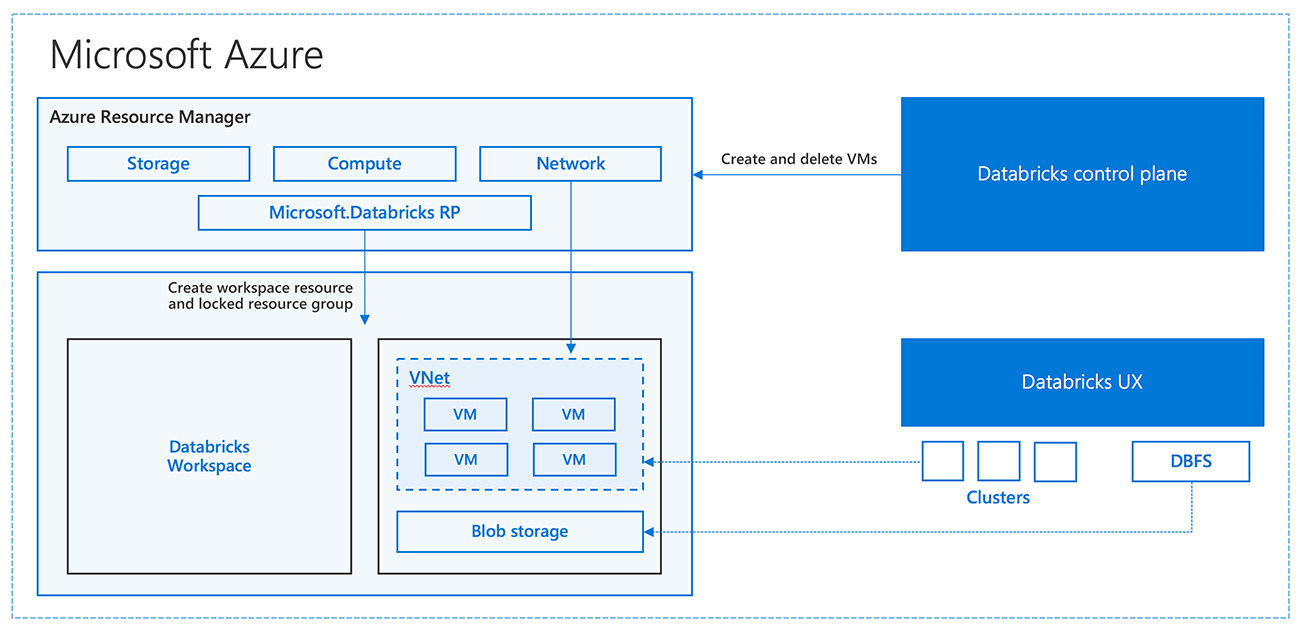 Microsoft Azure
Azure Resource Manager
Storage
Compute
Network
Microsoft.Databricks RP
Create and delete VMs
Databricks control plane
Create workspace resource
and locked resource group
Databricks
Workspace
VNet
VM
VM
VM
VM
Blob storage
Databricks UX
Clusters
DBFS